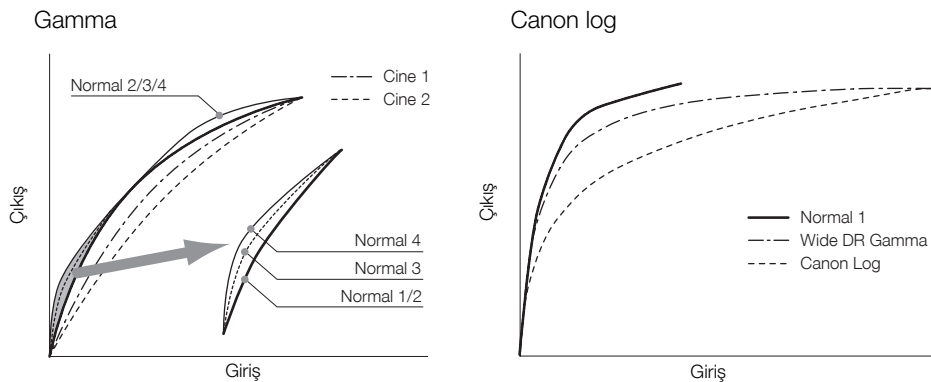 Gamma
Çıkış
Normal 2/3/4
Cine 1
Cine 2
Normal 4
Normal 3
Normal 1/2
Giriş
Canon log
Çıkış
Normal 1
Wide DR Gamma
Canon Log
Giriş